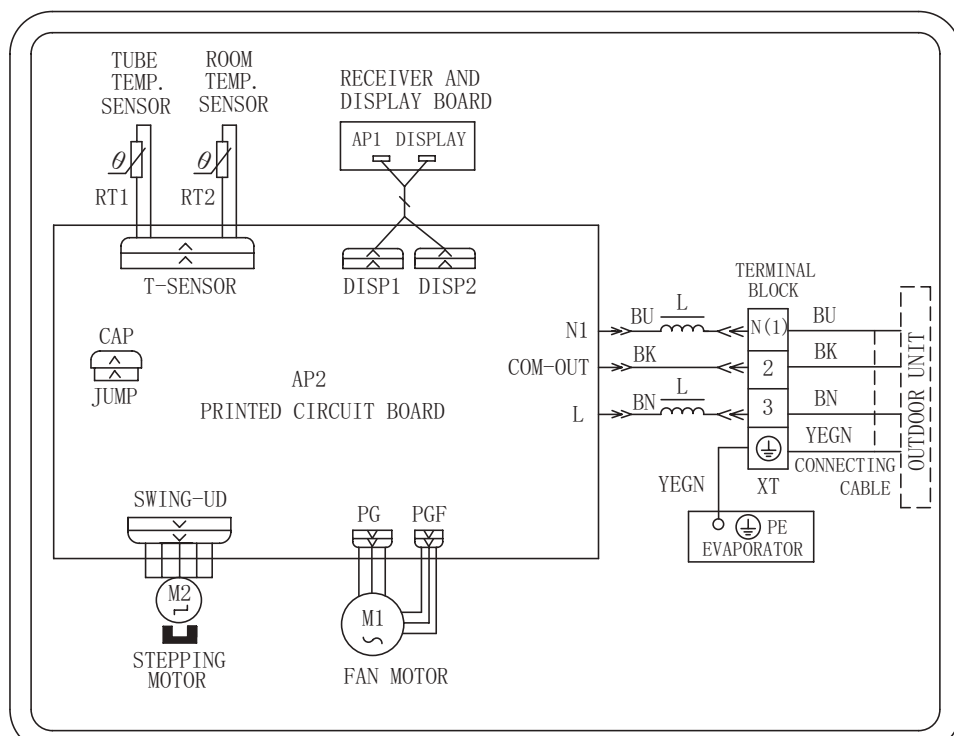 TUBE
TEMP.
SENSOR
ROOM
TEMP.
SENSOR
RECEIVER AND
DISPLAY BOARD
AP1 DISPLAY
θ
RT1
θ
RT2
T-SENSOR
DISP1
DISP2
TERMINAL
BLOCK
CAP
JUMP
AP2
PRINTED CIRCUIT BOARD
N1
BU
L
N(1)
BU
COM-OUT
BK
2
BK
L
BN
L
3
BN
YEGN
OUTDOOR UNIT
YEGN
XT
CONNECTING
CABLE
PE
EVAPORATOR
SWING-UD
PG
PGF
M2
STEPPING
MOTOR
M1
FAN MOTOR